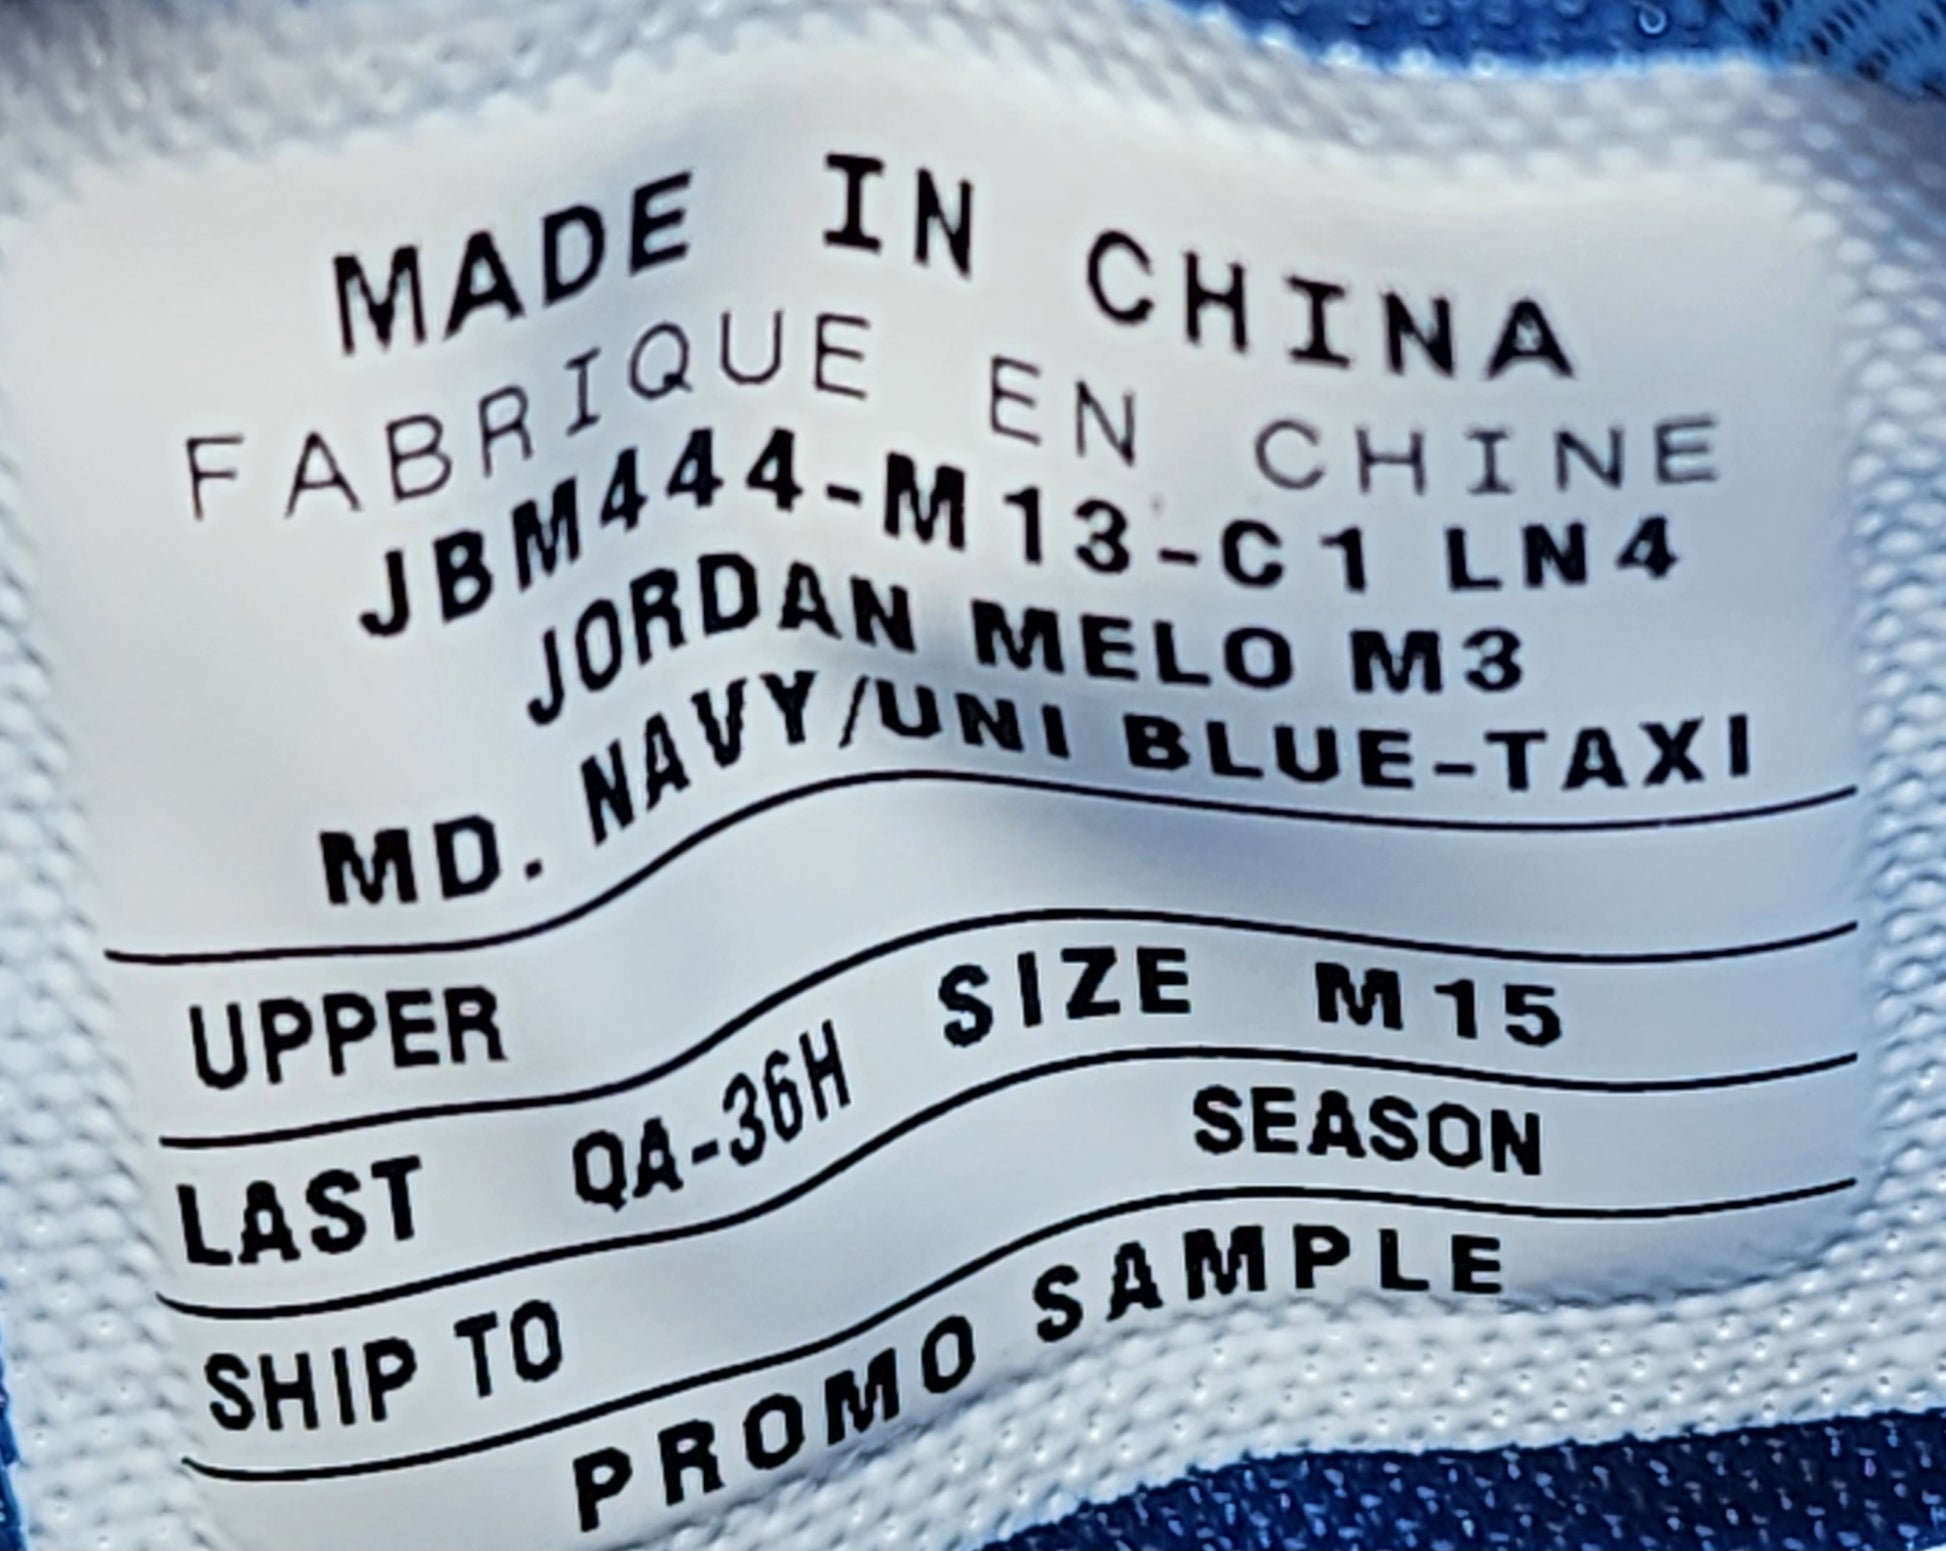 MADE IN CHINA
FABRIQUE EN CHINE
JBM444-M13-C1 LN4
JORDAN MELO M3
MD. NAVY/UNI BLUE-TAXI
UPPER
LAST QA-36H SIZE M15
SHIP TO SEASON
PROMO SAMPLE